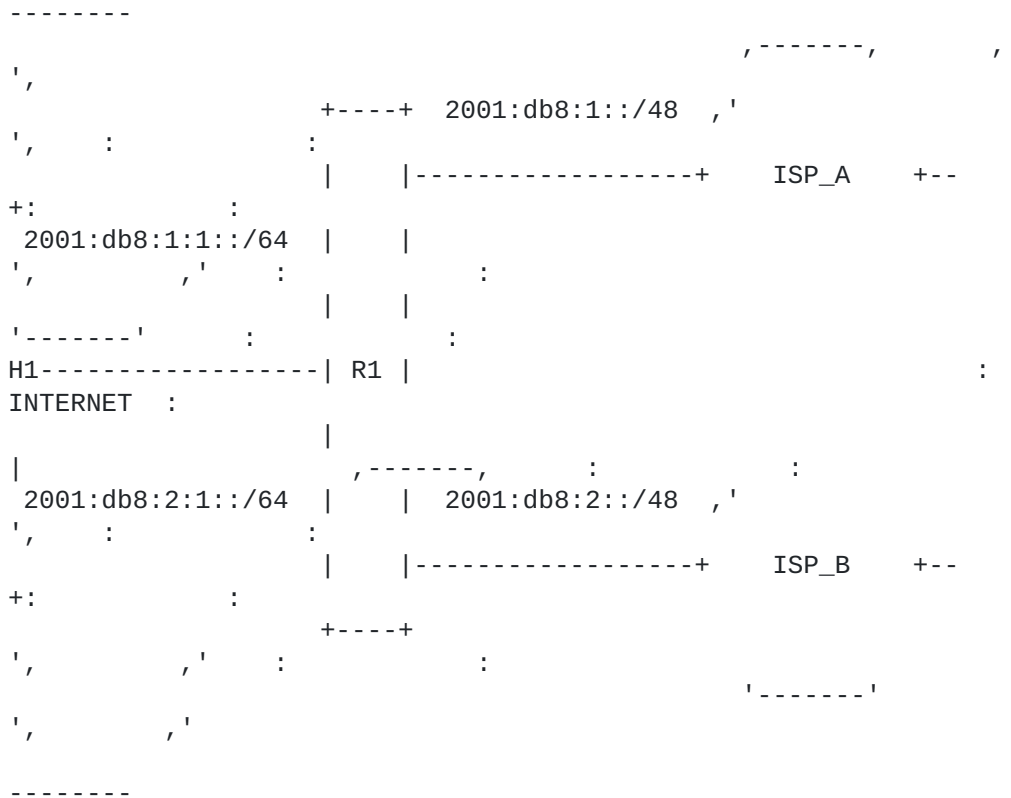 --------
                                              ,-------,       ,
',
                    +----+  2001:db8:1::/48  ,'
',    :            :
                    |    |------------------+    ISP_A    +--
+:            :
 2001:db8:1:1::/64  |    |
',         ,'    :            :
                    |    |
'-------'      :            :
H1------------------| R1 |                                   :
INTERNET  :
                    |
|                     ,-------,      :            :
 2001:db8:2:1::/64  |    |  2001:db8:2::/48  ,'
',    :            :
                    |    |------------------+    ISP_B    +--
+:            :
                    +----+
',         ,'    :            :
                                              '-------'
',        ,'

--------